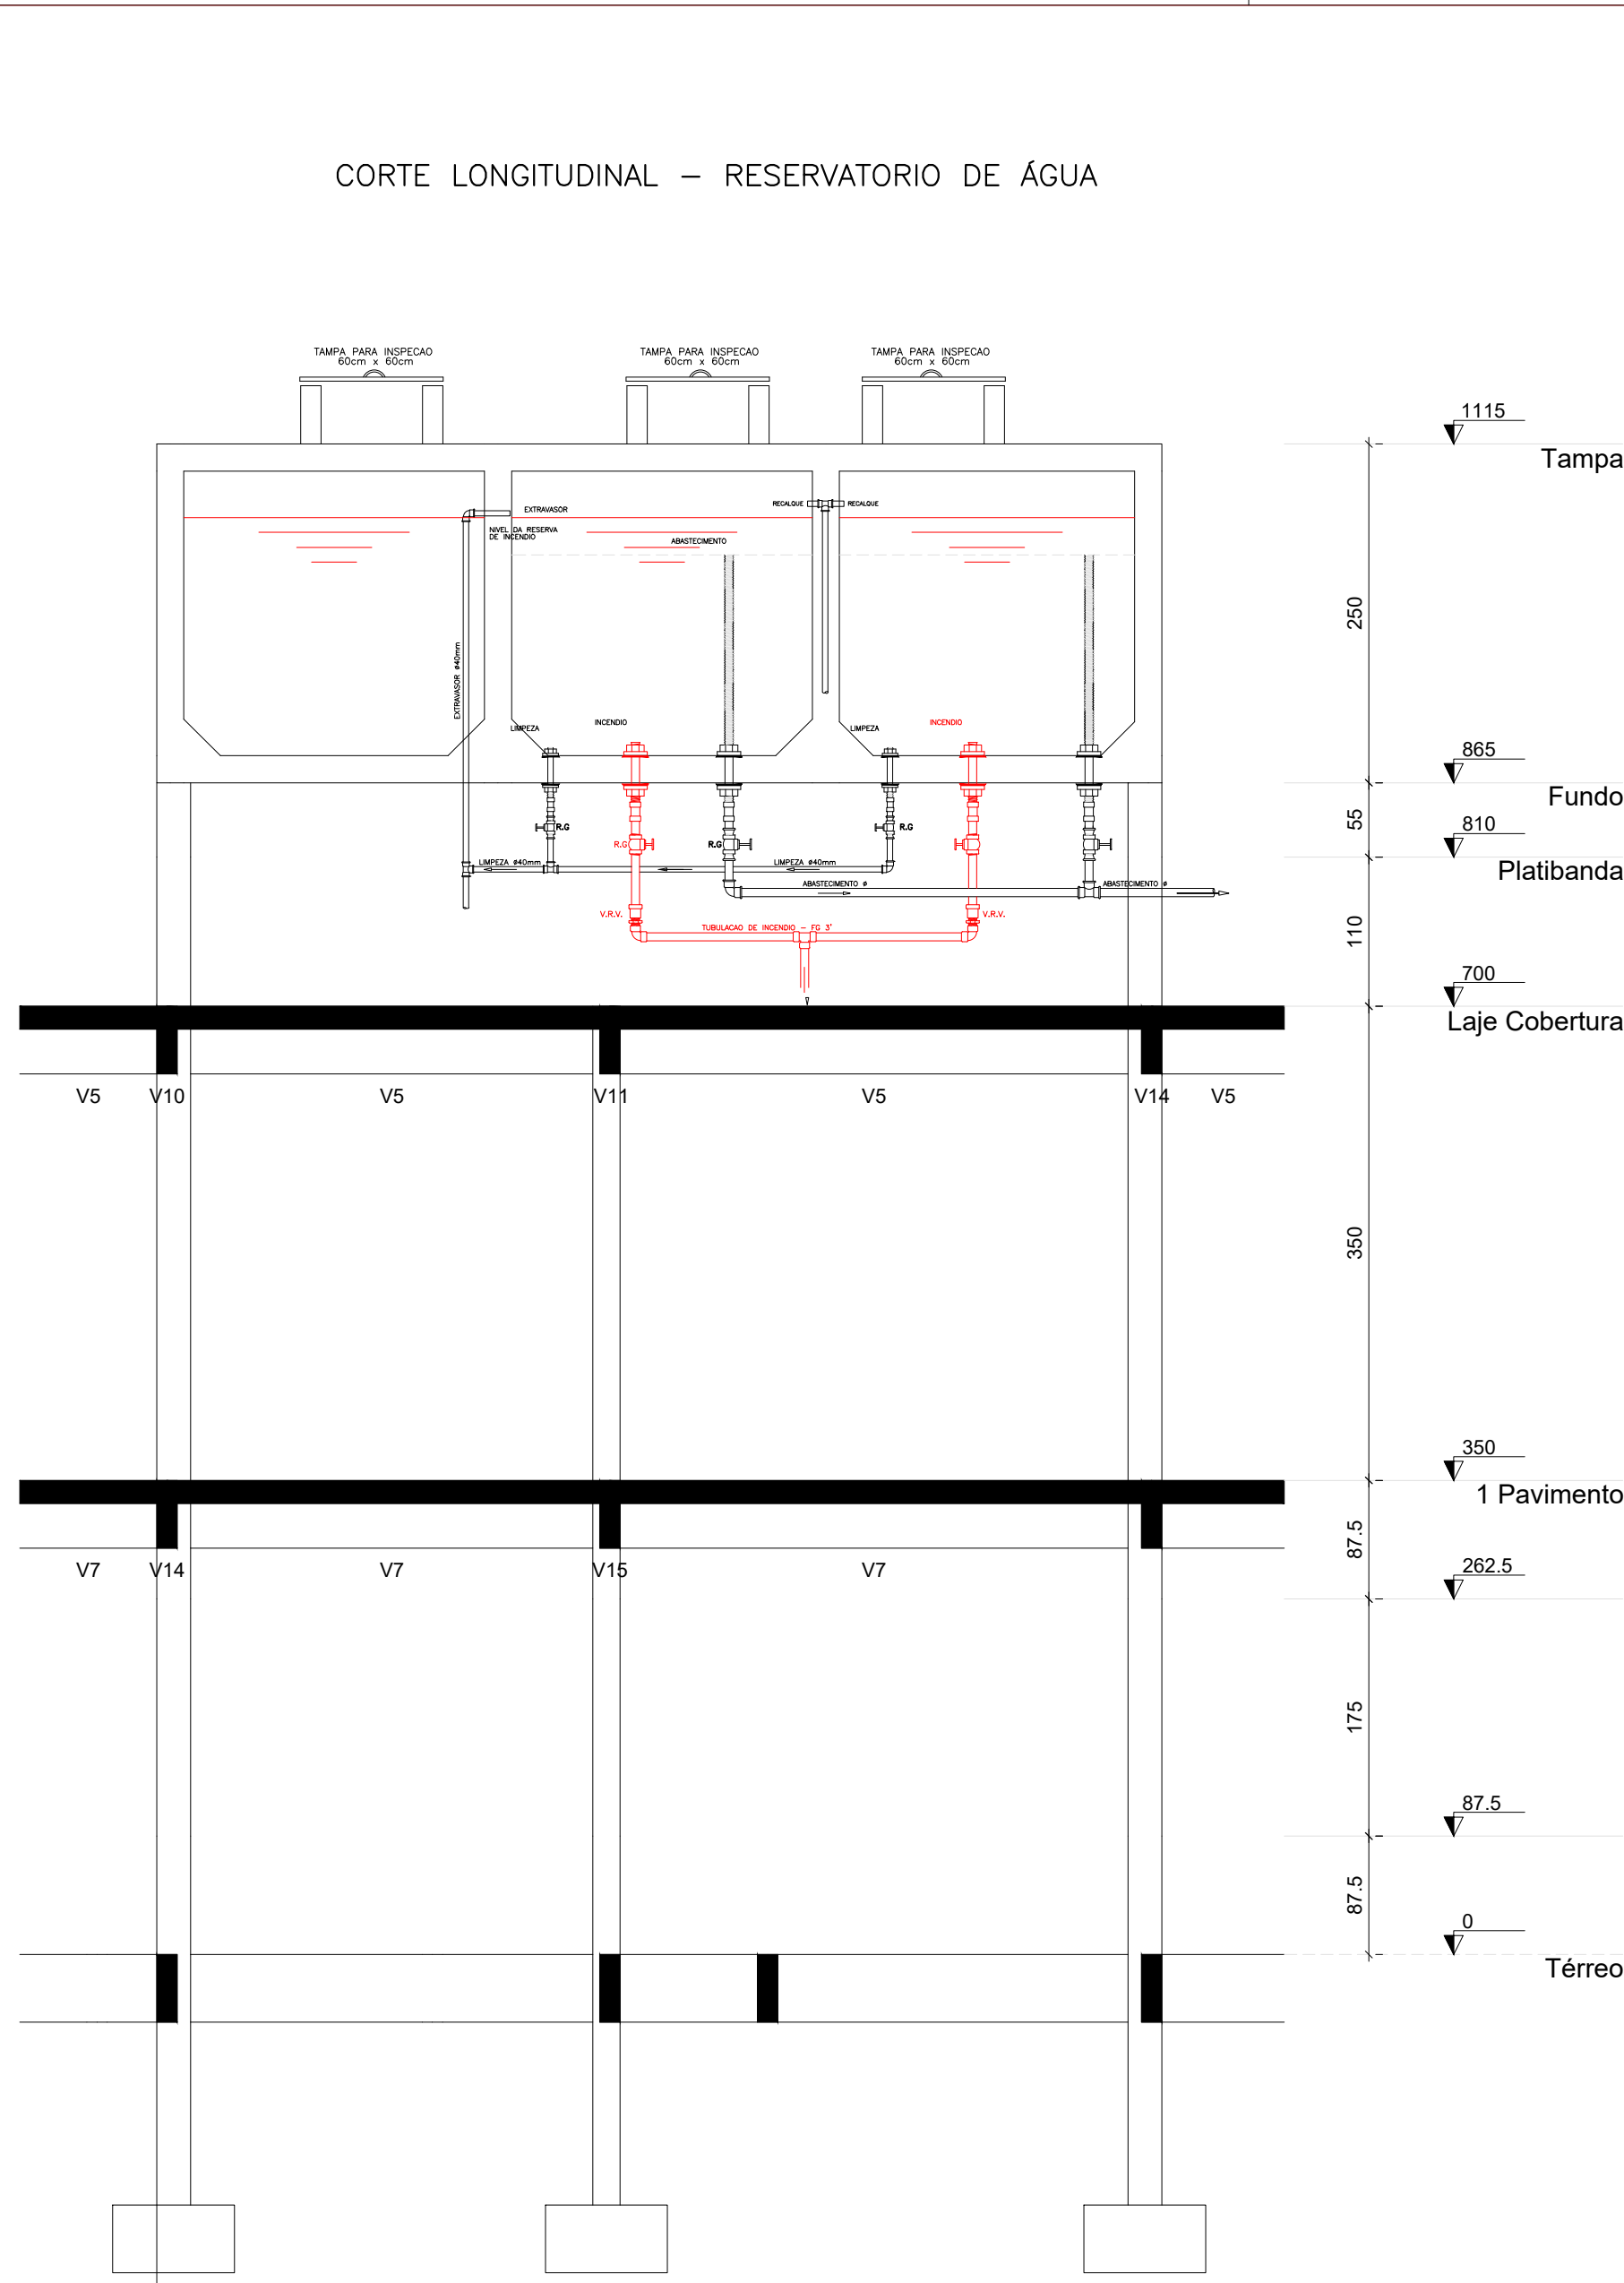 CORTE LONGITUDINAL – RESERVATORIO DE ÁGUA
TAMPA PARA INSPECAO
60cm x 60cm
TAMPA PARA INSPECAO
60cm x 60cm
TAMPA PARA INSPECAO
60cm x 60cm
1115
Tampa
EXTRAVASOR
RECALQUE
RECALQUE
NIVEL DA RESERVA
DE INCENDIO
ABASTECIMENTO
250
EXTRAVASOR ø40mm
LIMPEZA
INCENDIO
LIMPEZA
INCENDIO
865
Fundo
55
810
Platibanda
R.G
R.G
R.G
R.G
LIMPEZA ø40mm
LIMPEZA ø40mm
ABASTECIMENTO ø
ABASTECIMENTO ø
V.R.V.
V.R.V.
TUBULACAO DE INCENDIO – FG 3"
110
700
Laje Cobertura
V5
V10
V5
V11
V5
V14
V5
350
350
1 Pavimento
V7
V14
V7
V15
V7
87.5
262.5
175
87.5
87.5
0
Térreo